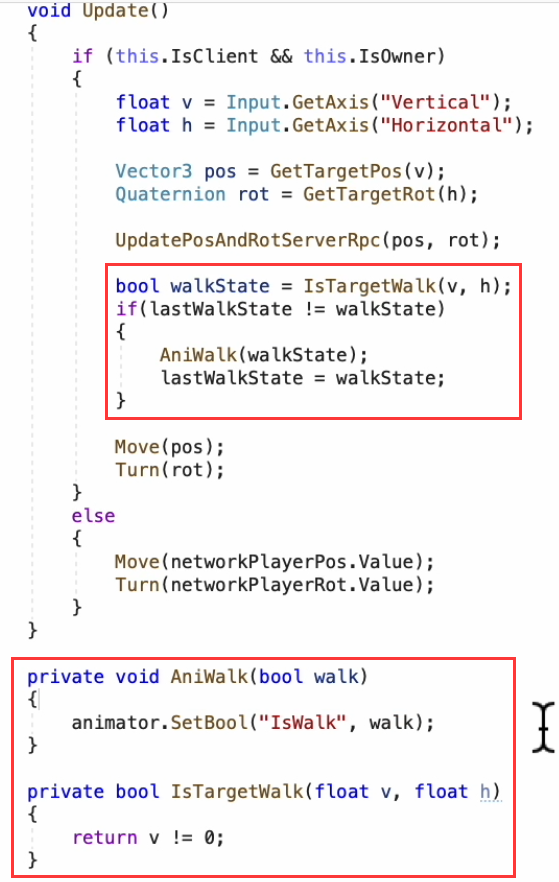 void Update()
{
if (this.IsClient && this.IsOwner)
{
float v = Input.GetAxis("Vertical");
float h = Input.GetAxis("Horizontal");
Vector3 pos = GetTargetPos(v);
Quaternion rot = GetTargetRot(h);
UpdatePosAndRotServerRpc(pos, rot);
bool walkState = IsTargetWalk(v, h);
if(lastWalkState != walkState)
{
AniWalk(walkState);
lastWalkState = walkState;
}
Move(pos);
Turn(rot);
}
else
{
Move(networkPlayerPos.Value);
Turn(networkPlayerRot.Value);
}
}
private void AniWalk(bool walk)
{
animator.SetBool("IsWalk", walk);
}
private bool IsTargetWalk(float v, float h)
{
return v != 0;
}